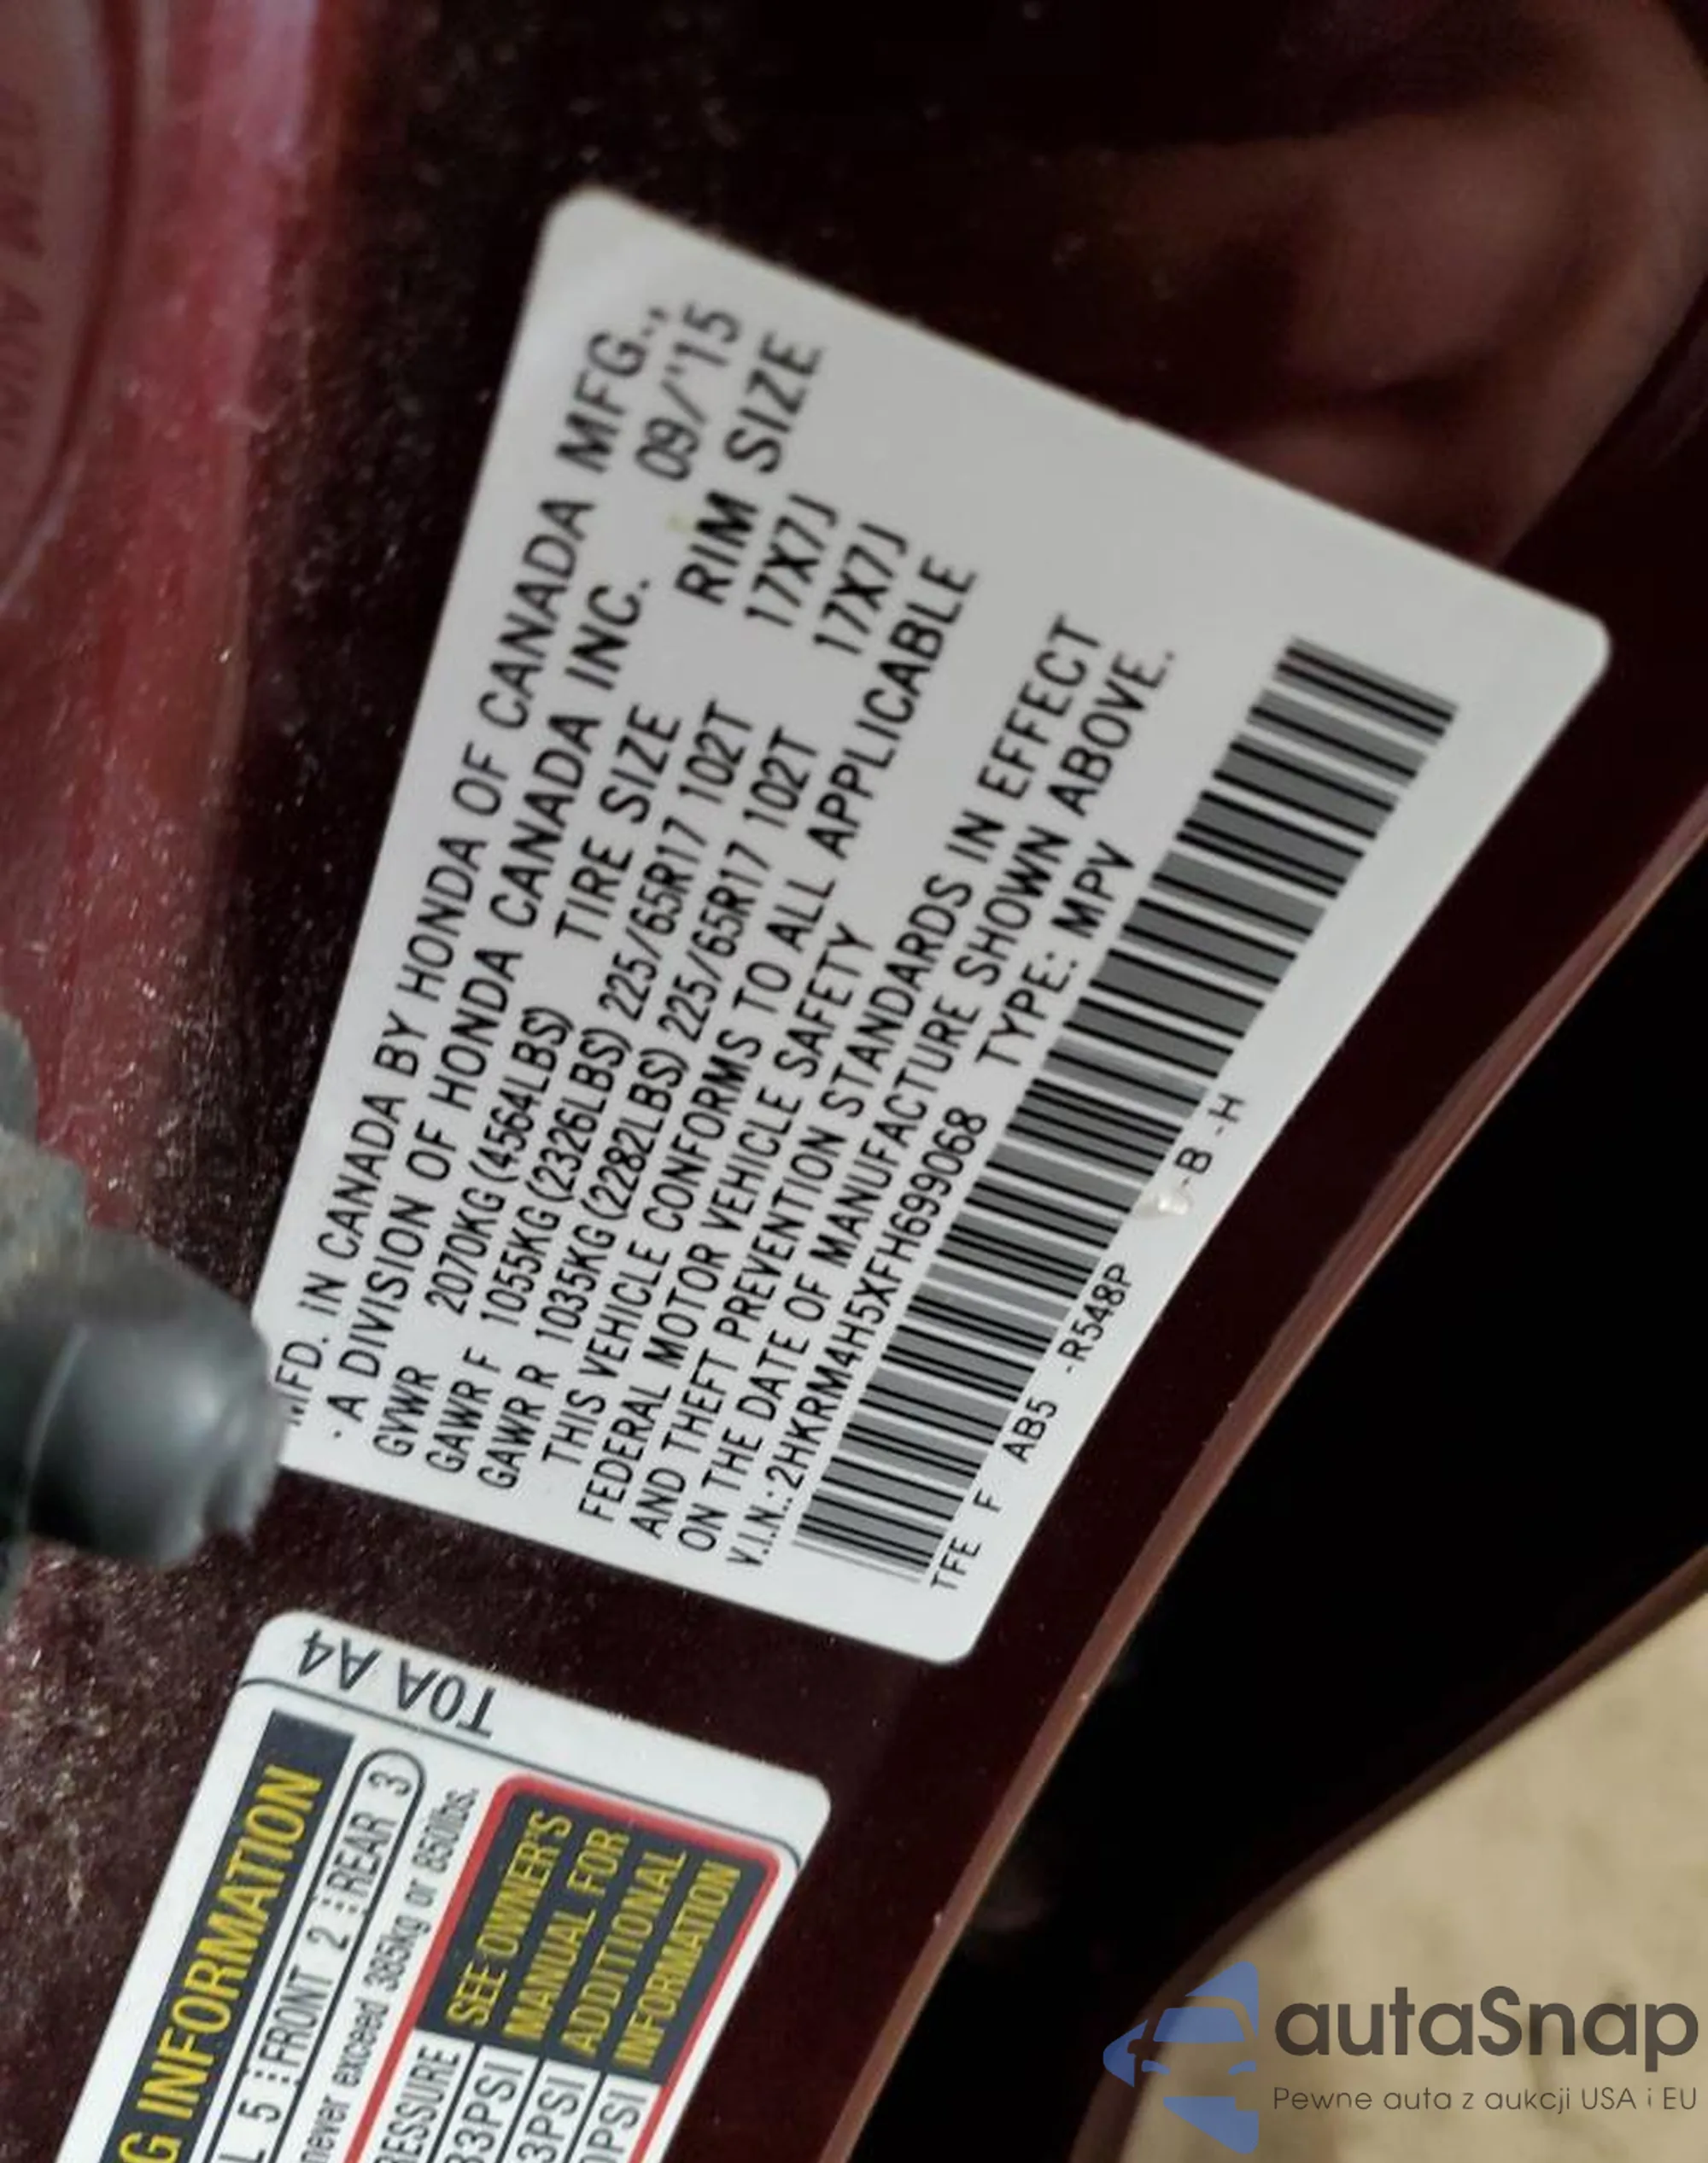 MFD. IN CANADA BY HONDA OF CANADA MFG.,
A DIVISION OF HONDA CANADA INC. 09/'15
GVWR 2070KG(4564LBS) TIRE SIZE RIM SIZE
GAWR F 1055KG(2326LBS) 225/65R17 102T 17X7J
GAWR R 1035KG(2282LBS) 225/65R17 102T 17X7J
THIS VEHICLE CONFORMS TO ALL APPLICABLE
FEDERAL MOTOR VEHICLE SAFETY
AND THEFT PREVENTION STANDARDS IN EFFECT
ON THE DATE OF MANUFACTURE SHOWN ABOVE.
V.I.N.:2HKRM4H5XFH699068 TYPE: MPV
TFE F AB5 -R548P -B -H
T0A A4
INFORMATION
5 FRONT 2 REAR 3
never exceed 385kg or 850lbs.
SEE OWNER'S
MANUAL FOR
ADDITIONAL
INFORMATION
33PSI
autaSnap
Pewne auta z aukcji USA i EU